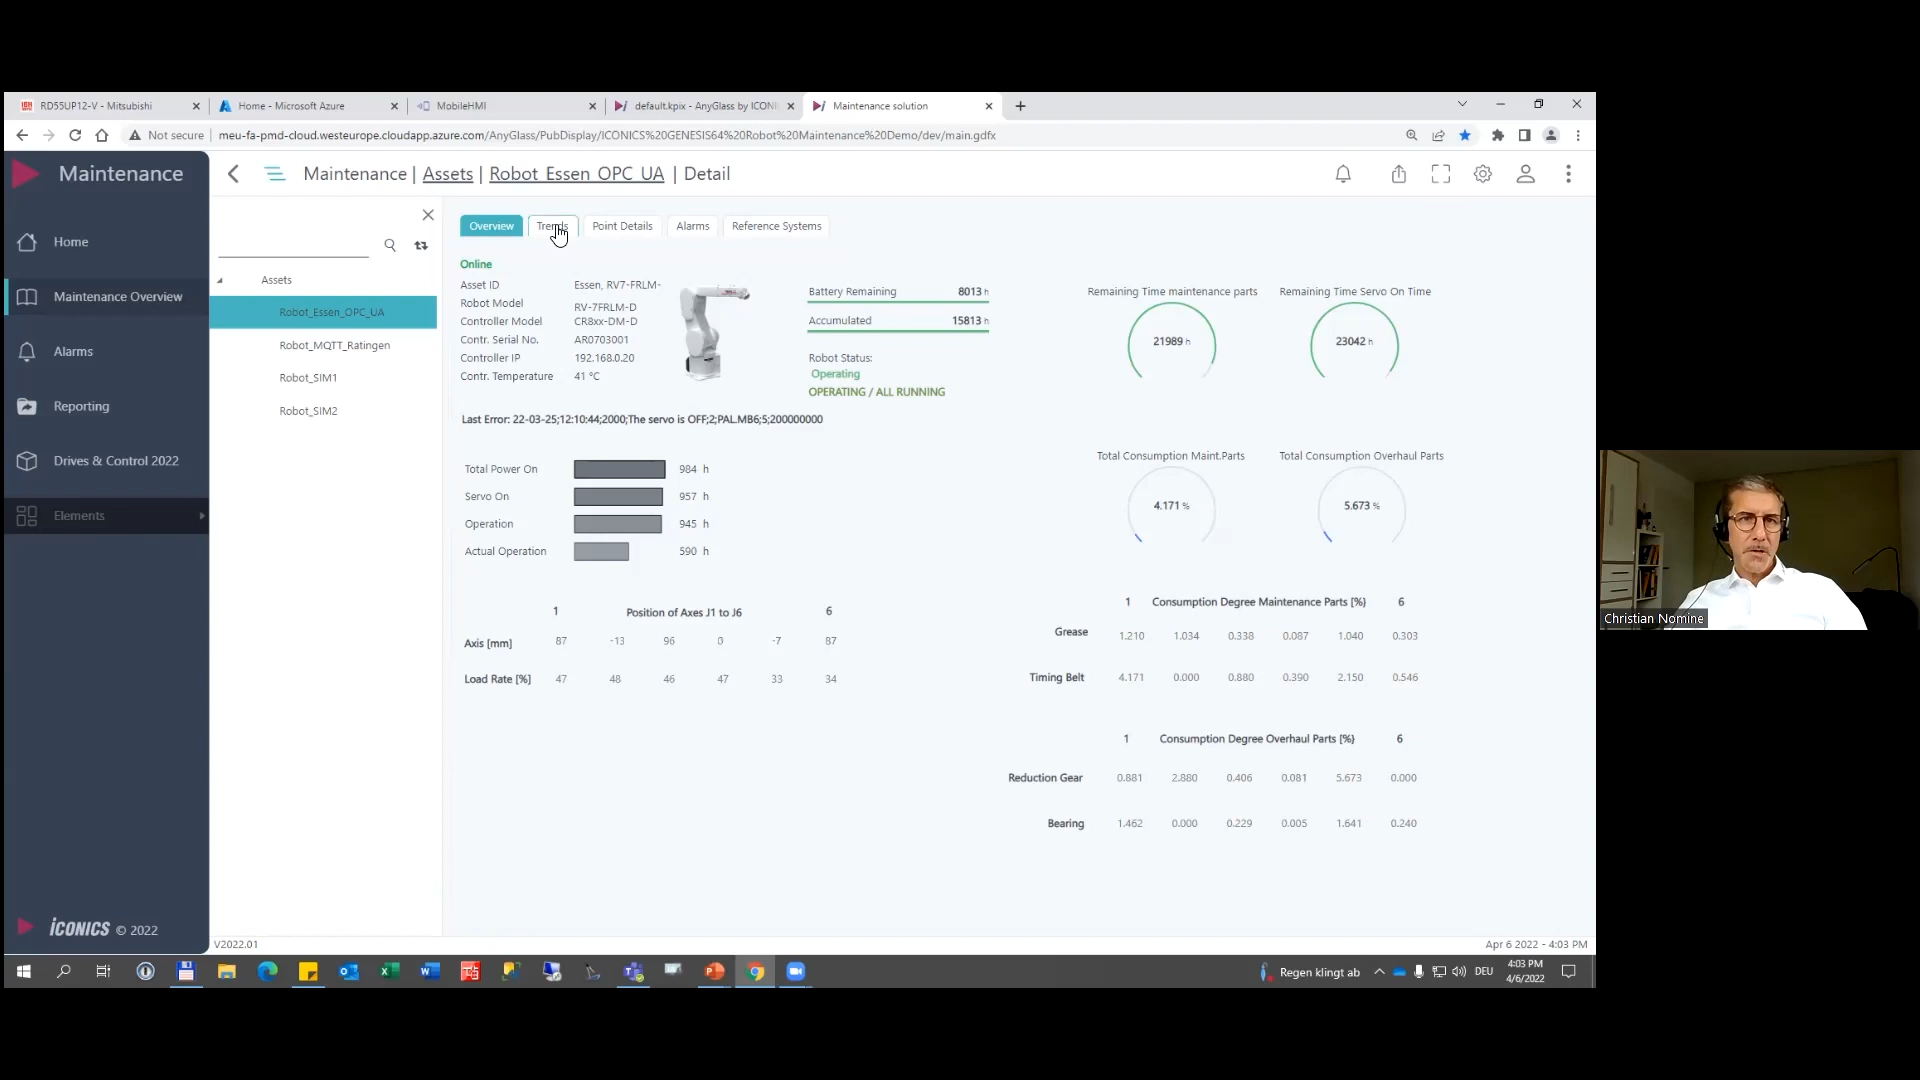 RD55UP12-V - Mitsubishi
Home - Microsoft Azure
MobileHMI
default.kpix - AnyGlass by ICONI
Maintenance solution
Not secure | meu-fa-pmd-cloud.westeurope.cloudapp.azure.com/AnyGlass/PubDisplay/ICONICS%20GENESIS64%20Robot%20Maintenance%20Demo/dev/main.gdfx
Maintenance
Maintenance | Assets | Robot_Essen_OPC_UA | Detail
Home
Maintenance Overview
Alarms
Reporting
Drives & Control 2022
Elements
ICONICS © 2022
Assets
Robot_Essen_OPC_UA
Robot_MQTT_Ratingen
Robot_SIM1
Robot_SIM2
Overview Trends Point Details Alarms Reference Systems
Online
Asset ID Essen, RV7-FRLM-
Robot Model RV-7FRLM-D
Controller Model CR8xx-DM-D
Contr. Serial No. AR0703001
Controller IP 192.168.0.20
Contr. Temperature 41 °C
Battery Remaining 8013 h
Accumulated 15813 h
Robot Status:
Operating
OPERATING / ALL RUNNING
Remaining Time maintenance parts
21989 h
Remaining Time Servo On Time
23042 h
Last Error: 22-03-25;12:10:44;2000;The servo is OFF;2;PAL.MB6;5;200000000
Total Power On 984 h
Servo On 957 h
Operation 945 h
Actual Operation 590 h
Total Consumption Maint.Parts
4.171 %
Total Consumption Overhaul Parts
5.673 %
1 Position of Axes J1 to J6 6
Axis [mm] 87 -13 96 0 -7 87
Load Rate [%] 47 48 46 47 33 34
1 Consumption Degree Maintenance Parts [%] 6
Grease 1.210 1.034 0.338 0.087 1.040 0.303
Timing Belt 4.171 0.000 0.880 0.390 2.150 0.546
1 Consumption Degree Overhaul Parts [%] 6
Reduction Gear 0.881 2.880 0.406 0.081 5.673 0.000
Bearing 1.462 0.000 0.229 0.005 1.641 0.240
V2022.01
Apr 6 2022 - 4:03 PM
Regen klingt ab
DEU
4:03 PM
4/6/2022
Christian Nomine